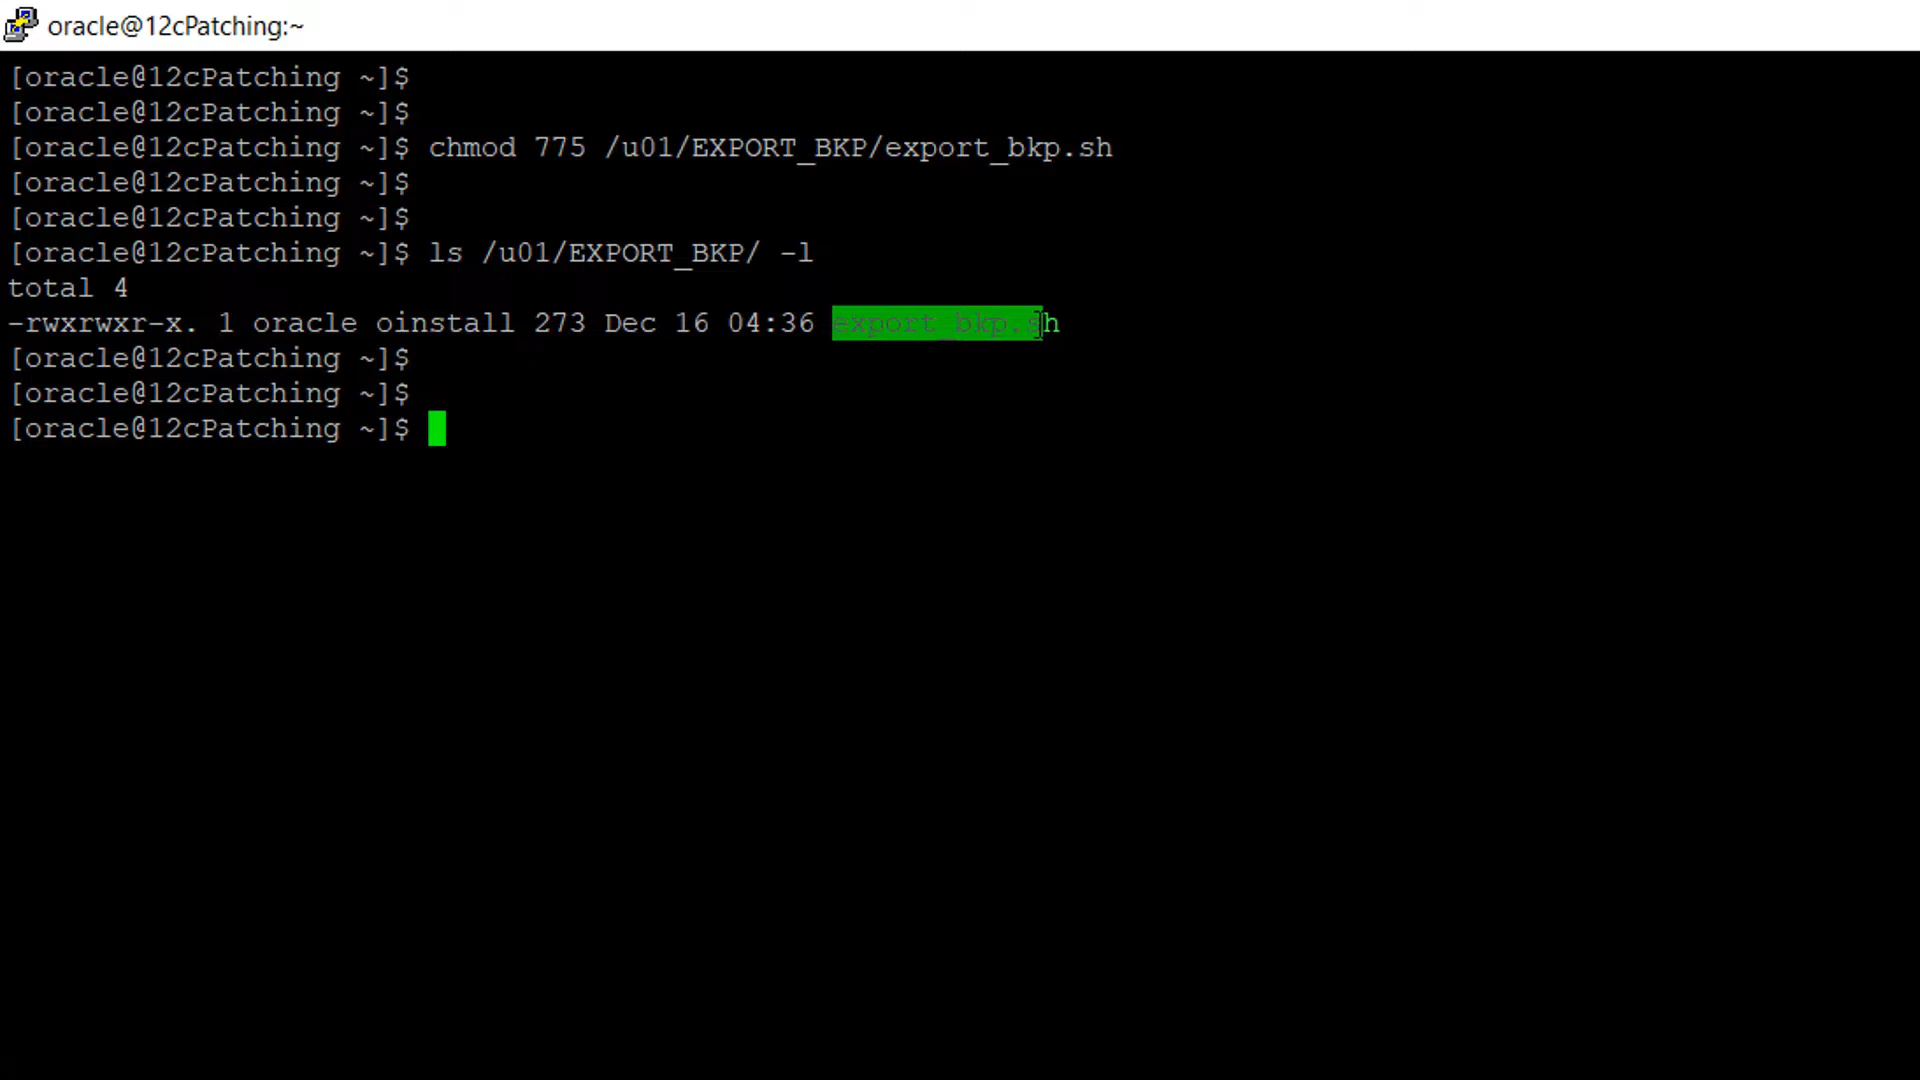 oracle@12cPatching:~
[oracle@12cPatching ~]$
[oracle@12cPatching ~]$
[oracle@12cPatching ~]$ chmod 775 /u01/EXPORT_BKP/export_bkp.sh
[oracle@12cPatching ~]$
[oracle@12cPatching ~]$
[oracle@12cPatching ~]$ ls /u01/EXPORT_BKP/ -l
total 4
-rwxrwxr-x. 1 oracle oinstall 273 Dec 16 04:36 export_bkp.sh
[oracle@12cPatching ~]$
[oracle@12cPatching ~]$
[oracle@12cPatching ~]$